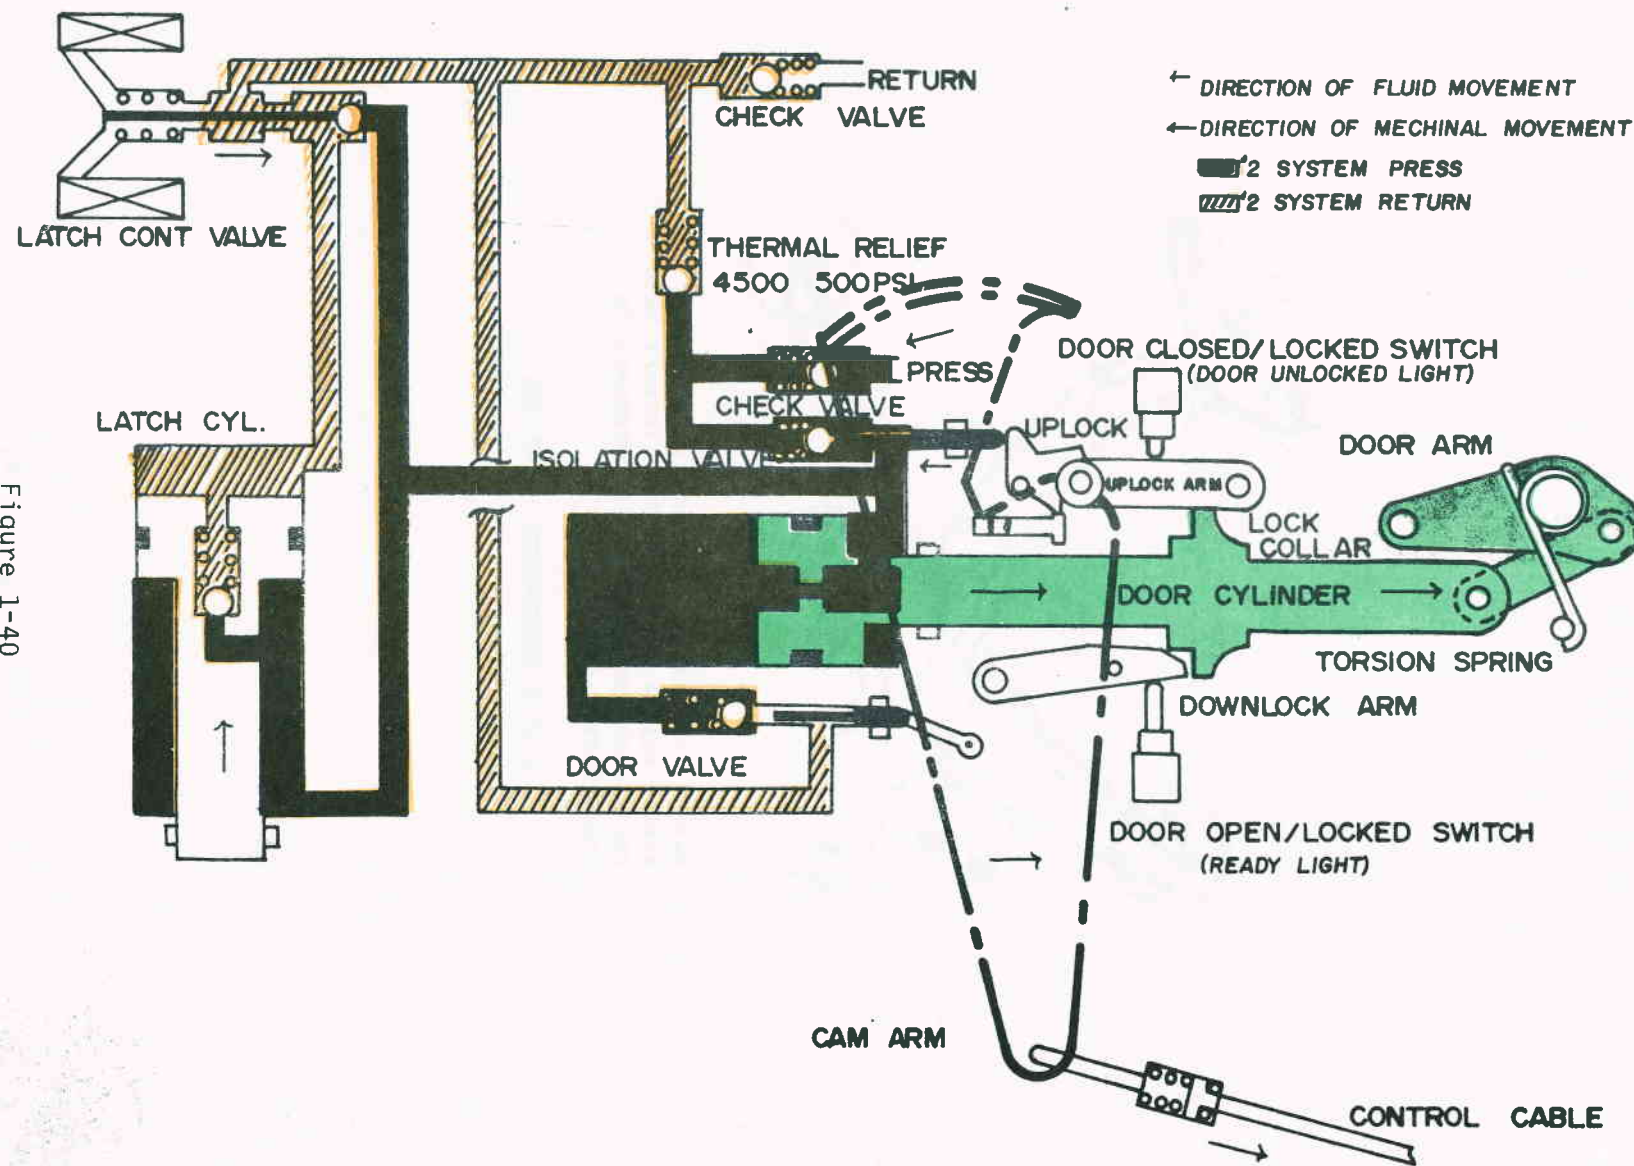 RETURN
CHECK VALVE
← DIRECTION OF FLUID MOVEMENT
← DIRECTION OF MECHINAL MOVEMENT
'2 SYSTEM PRESS
'2 SYSTEM RETURN
LATCH CONT VALVE
THERMAL RELIEF
4500 500PSI
DOOR CLOSED/LOCKED SWITCH
(DOOR UNLOCKED LIGHT)
PRESS
CHECK VALVE
LATCH CYL.
UPLOCK
DOOR ARM
ISOLATION VALVE
UPLOCK ARM
LOCK
COLLAR
DOOR CYLINDER
TORSION SPRING
DOWNLOCK ARM
DOOR VALVE
DOOR OPEN/LOCKED SWITCH
(READY LIGHT)
CAM ARM
CONTROL CABLE
Figure 1-40